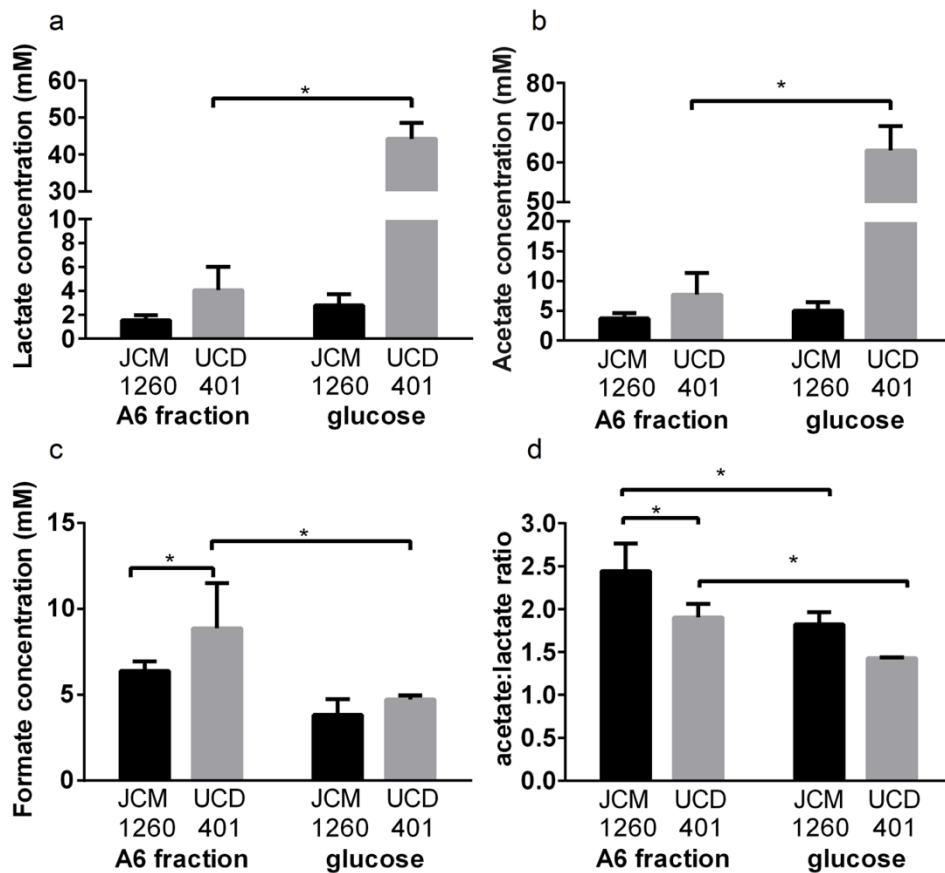 a
Lactate concentration (mM)
60
50
40
30
10
8
6
4
2
0
*
JCM UCD JCM UCD
1260 401 1260 401
A6 fraction glucose
b
Acetate concentration (mM)
80
70
60
50
20
15
10
5
0
*
JCM UCD JCM UCD
1260 401 1260 401
A6 fraction glucose
c
Formate concentration (mM)
15
10
5
0
*
*
JCM UCD JCM UCD
1260 401 1260 401
A6 fraction glucose
d
acetate:lactate ratio
3.0
2.5
2.0
1.5
1.0
0.5
0.0
*
*
*
JCM UCD JCM UCD
1260 401 1260 401
A6 fraction glucose